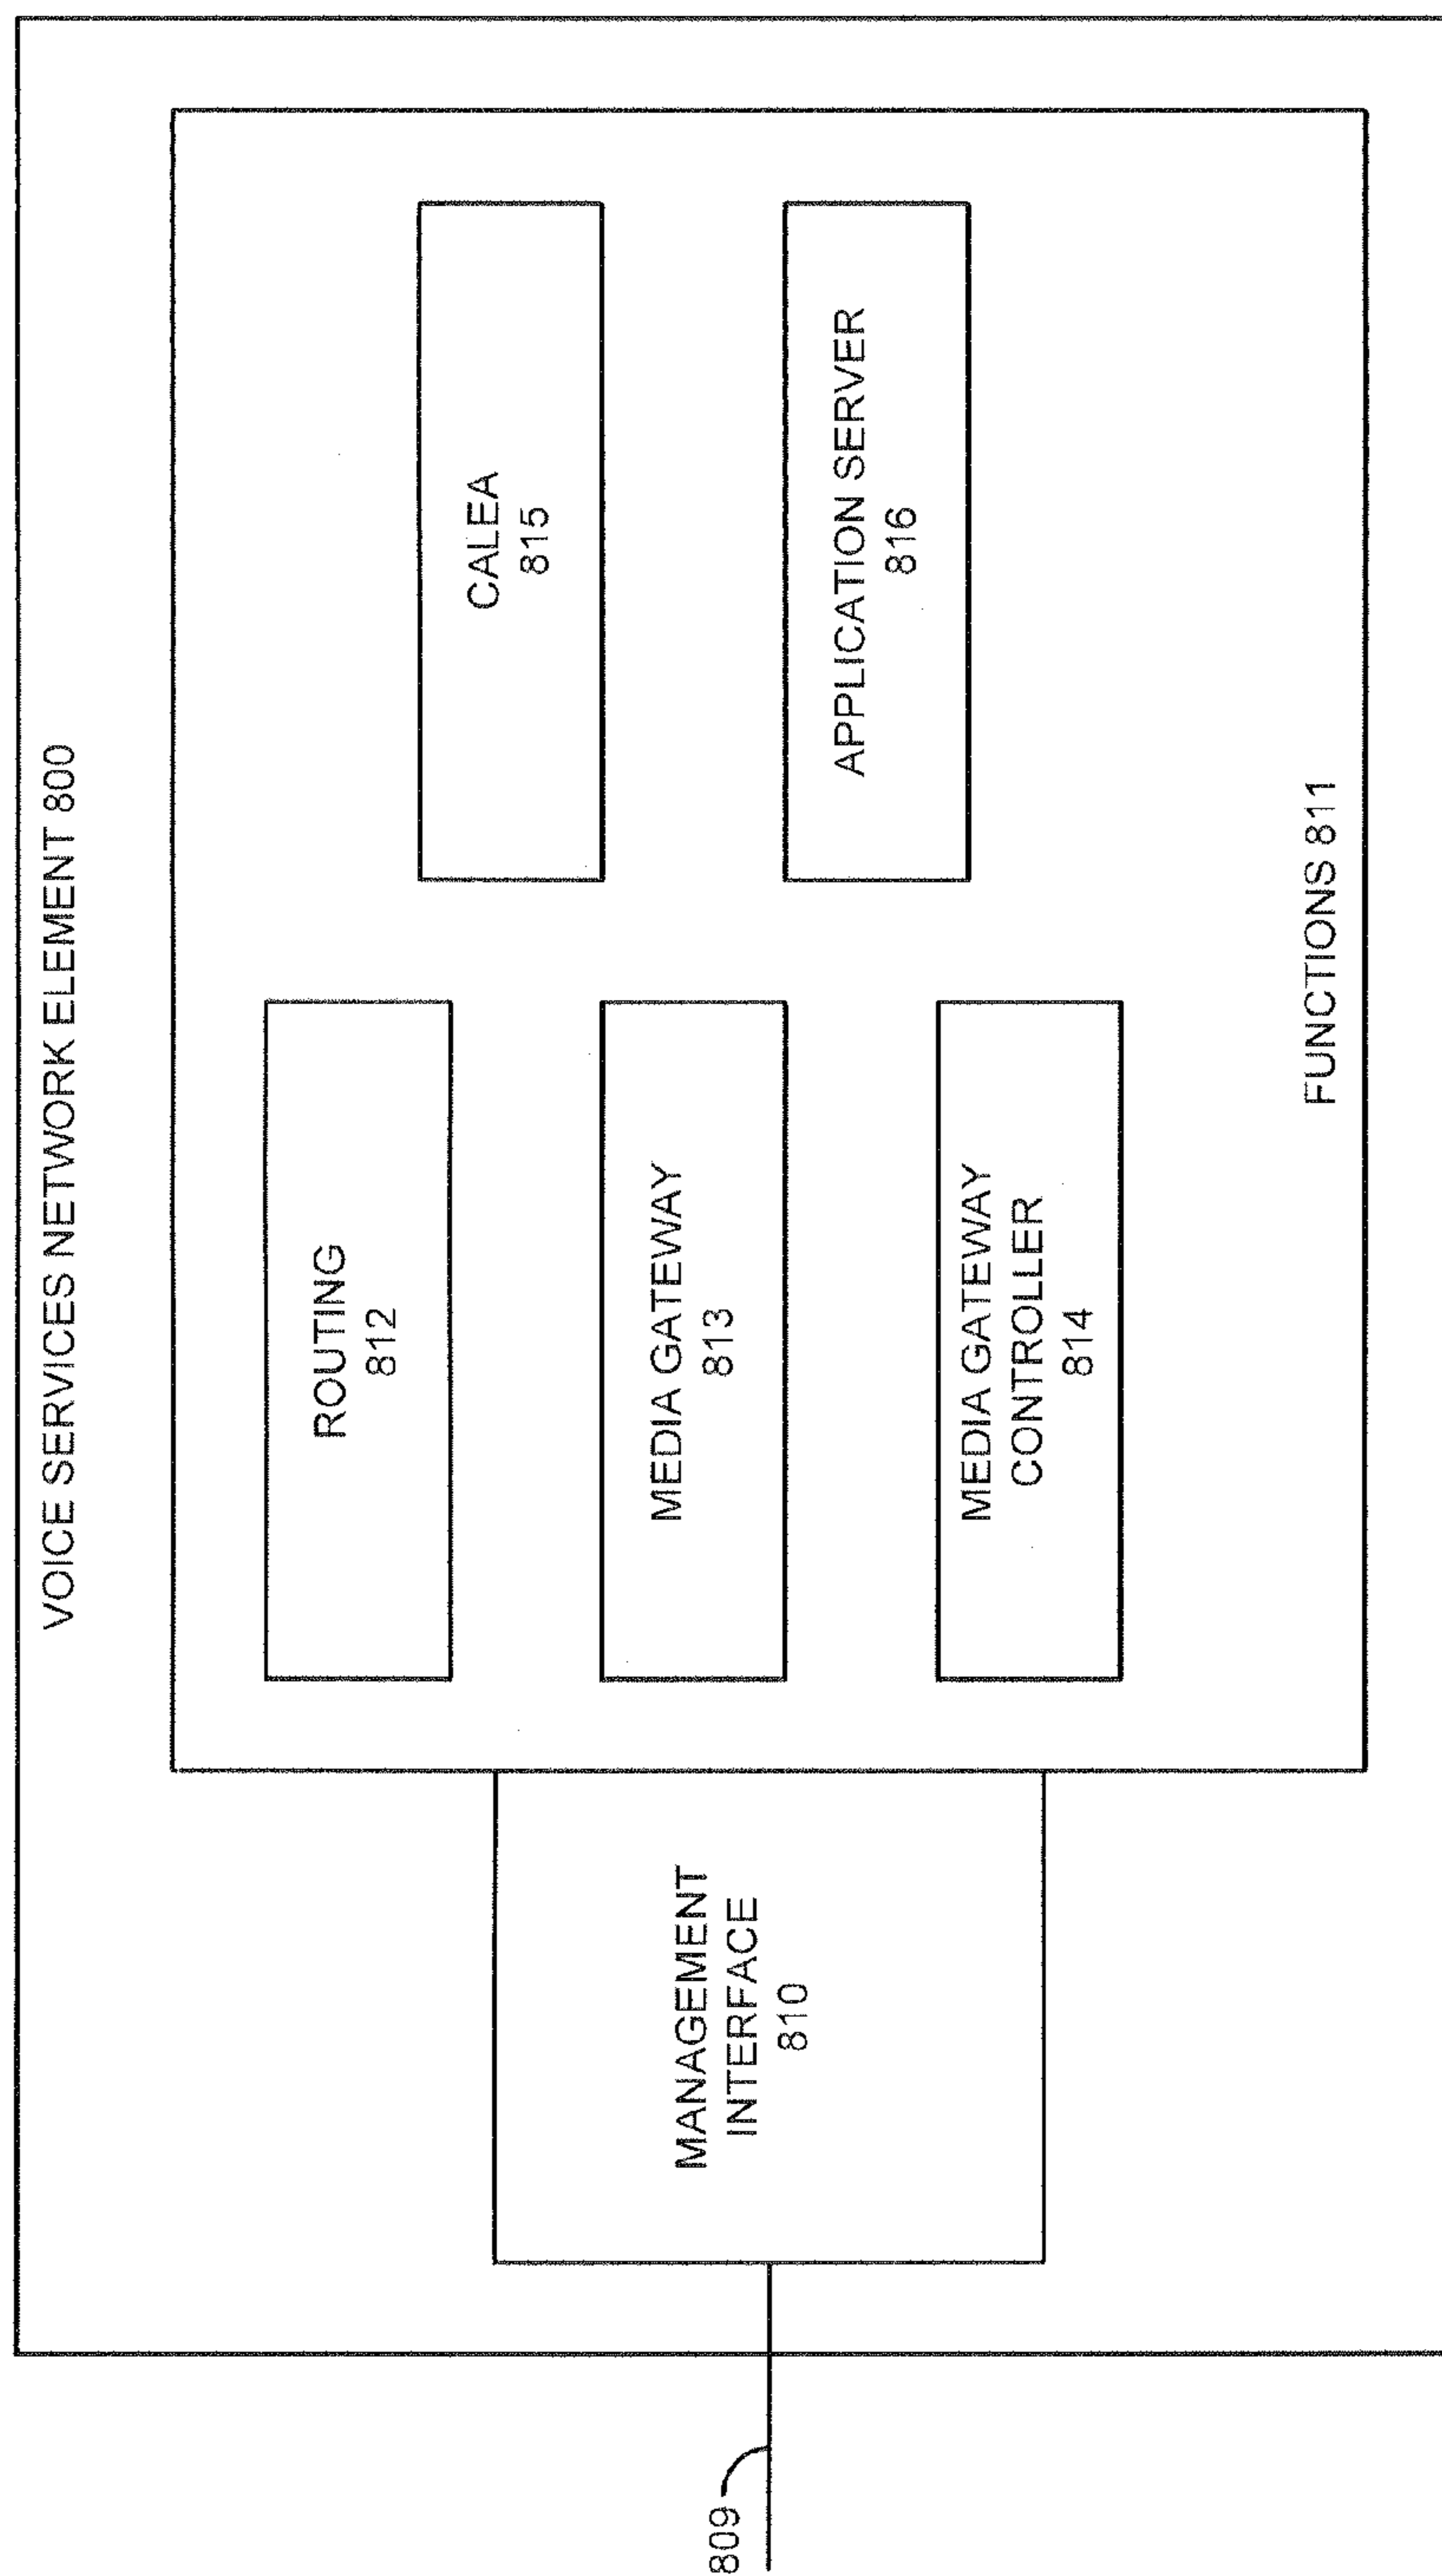 VOICE SERVICES NETWORK ELEMENT 800
809
MANAGEMENT
INTERFACE
810
ROUTING
812
MEDIA GATEWAY
813
MEDIA GATEWAY
CONTROLLER
814
CALEA
815
APPLICATION SERVER
816
FUNCTIONS 811